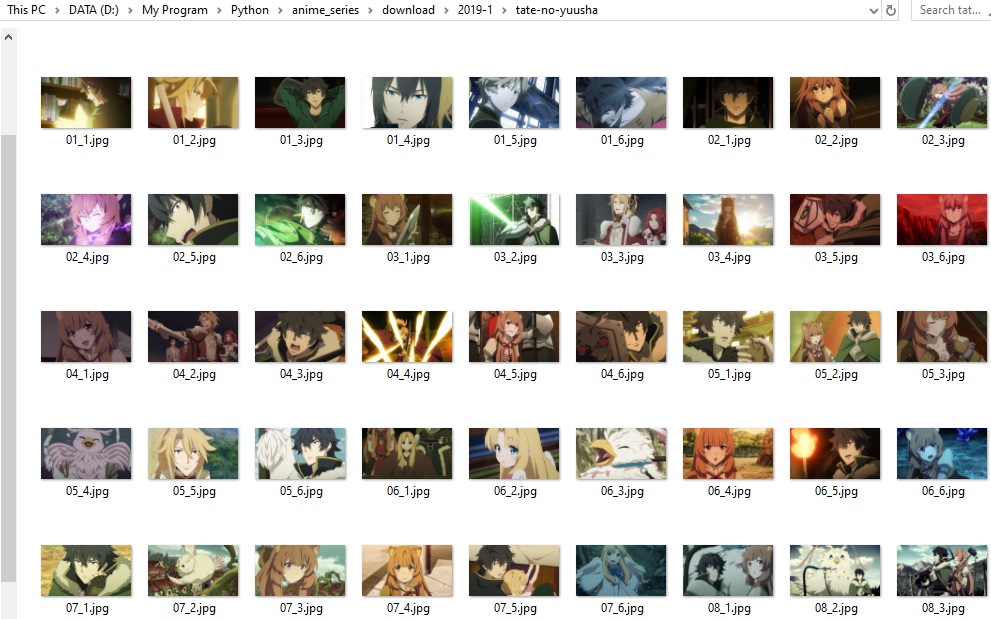 This PC > DATA (D:) > My Program > Python > anime_series > download > 2019-1 > tate-no-yuusha
Search tat...
01_1.jpg 01_2.jpg 01_3.jpg 01_4.jpg 01_5.jpg 01_6.jpg 02_1.jpg 02_2.jpg 02_3.jpg
02_4.jpg 02_5.jpg 02_6.jpg 03_1.jpg 03_2.jpg 03_3.jpg 03_4.jpg 03_5.jpg 03_6.jpg
04_1.jpg 04_2.jpg 04_3.jpg 04_4.jpg 04_5.jpg 04_6.jpg 05_1.jpg 05_2.jpg 05_3.jpg
05_4.jpg 05_5.jpg 05_6.jpg 06_1.jpg 06_2.jpg 06_3.jpg 06_4.jpg 06_5.jpg 06_6.jpg
07_1.jpg 07_2.jpg 07_3.jpg 07_4.jpg 07_5.jpg 07_6.jpg 08_1.jpg 08_2.jpg 08_3.jpg